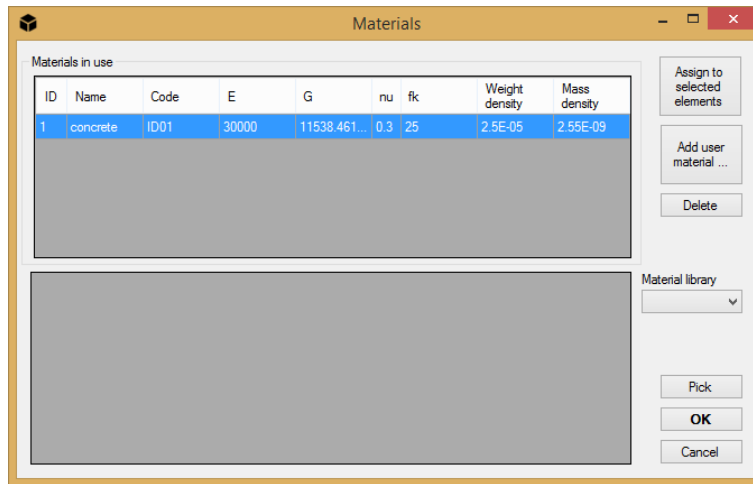 Materials
Materials in use
ID Name Code E G nu fk Weight density Mass density
1 concrete ID01 30000 11538.461... 0.3 25 2.5E-05 2.55E-09
Assign to
selected
elements
Add user
material ...
Delete
Material library
Pick
OK
Cancel